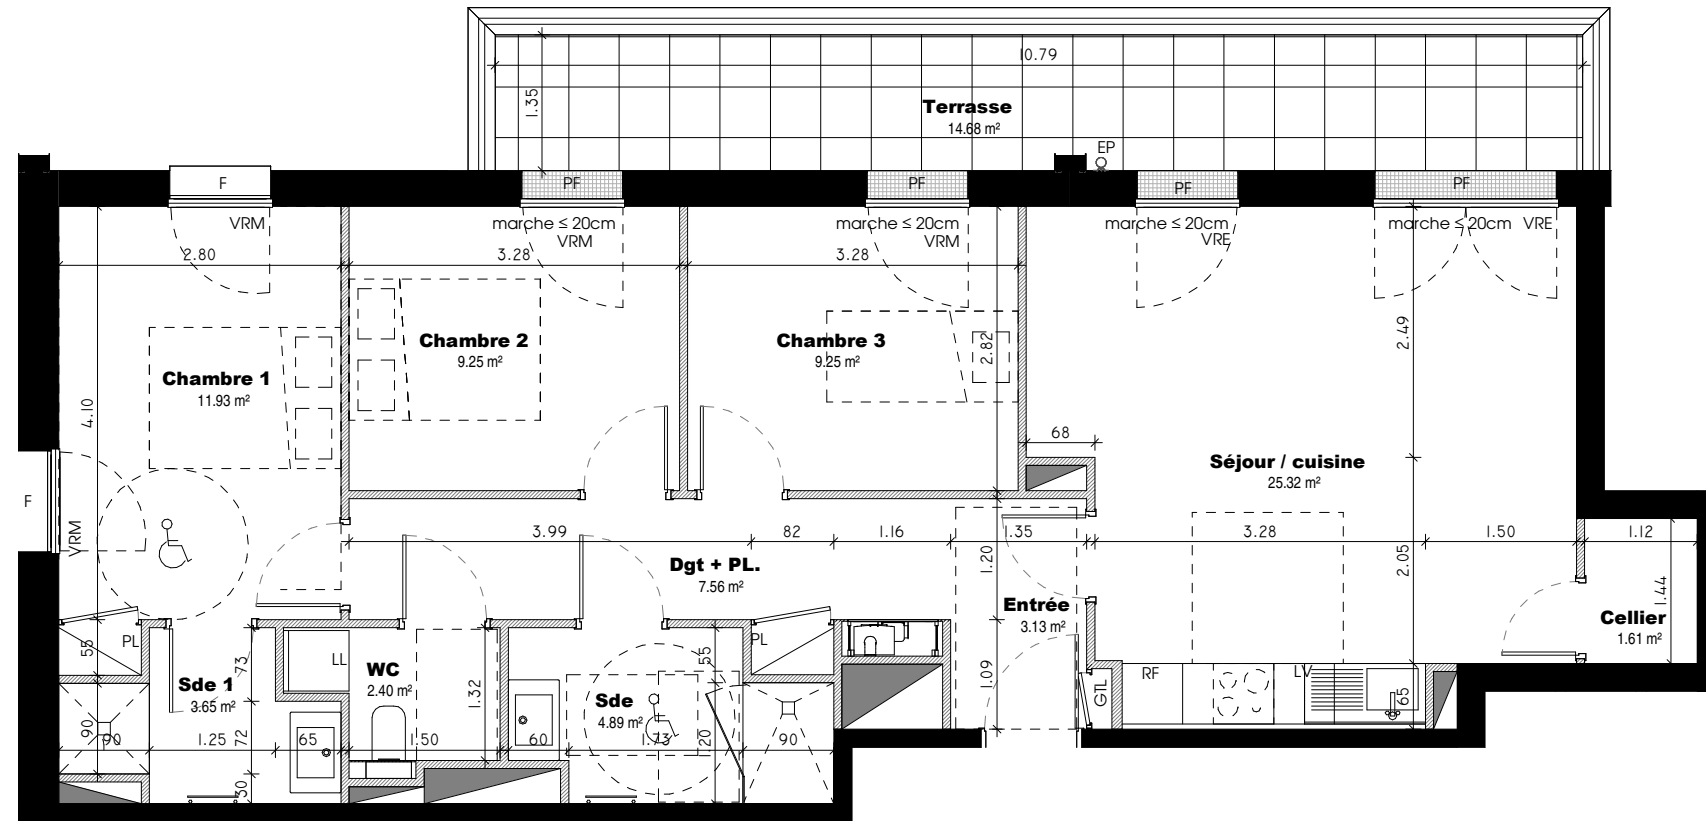 10.79
1.35
Terrasse
14.68 m²
EP
F
PF
PF
PF
PF
VRM
marche ≤ 20cm
VRM
marche ≤ 20cm
VRM
marche ≤ 20cm
VRE
marche ≤ 20cm
VRE
2.80
3.28
3.28
2.49
2.82
Chambre 2
9.25 m²
Chambre 3
9.25 m²
Chambre 1
11.93 m²
4.10
68
Séjour / cuisine
25.32 m²
F
VRM
3.99
82
1.16
1.35
3.28
1.50
1.12
1.20
2.05
1.44
Dgt + PL.
7.56 m²
Entrée
3.13 m²
Cellier
1.61 m²
PL
55
73
LL
WC
2.40 m²
PL
55
Sde 1
3.65 m²
1.32
Sde
4.89 m²
1.09
GTL
RF
LV
65
90
90
1.25
72
65
1.50
60
1.73
1.20
90
30